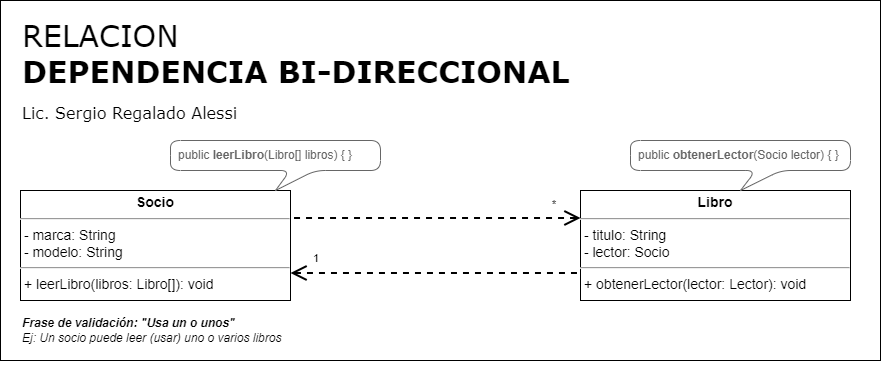 RELACION
DEPENDENCIA BI-DIRECCIONAL
Lic. Sergio Regalado Alessi
public leerLibro(Libro[] libros) { }
public obtenerLector(Socio lector) { }
Socio
- marca: String
- modelo: String
+ leerLibro(libros: Libro[]): void
*
1
Libro
- titulo: String
- lector: Socio
+ obtenerLector(lector: Lector): void
Frase de validación: "Usa un o unos"
Ej: Un socio puede leer (usar) uno o varios libros